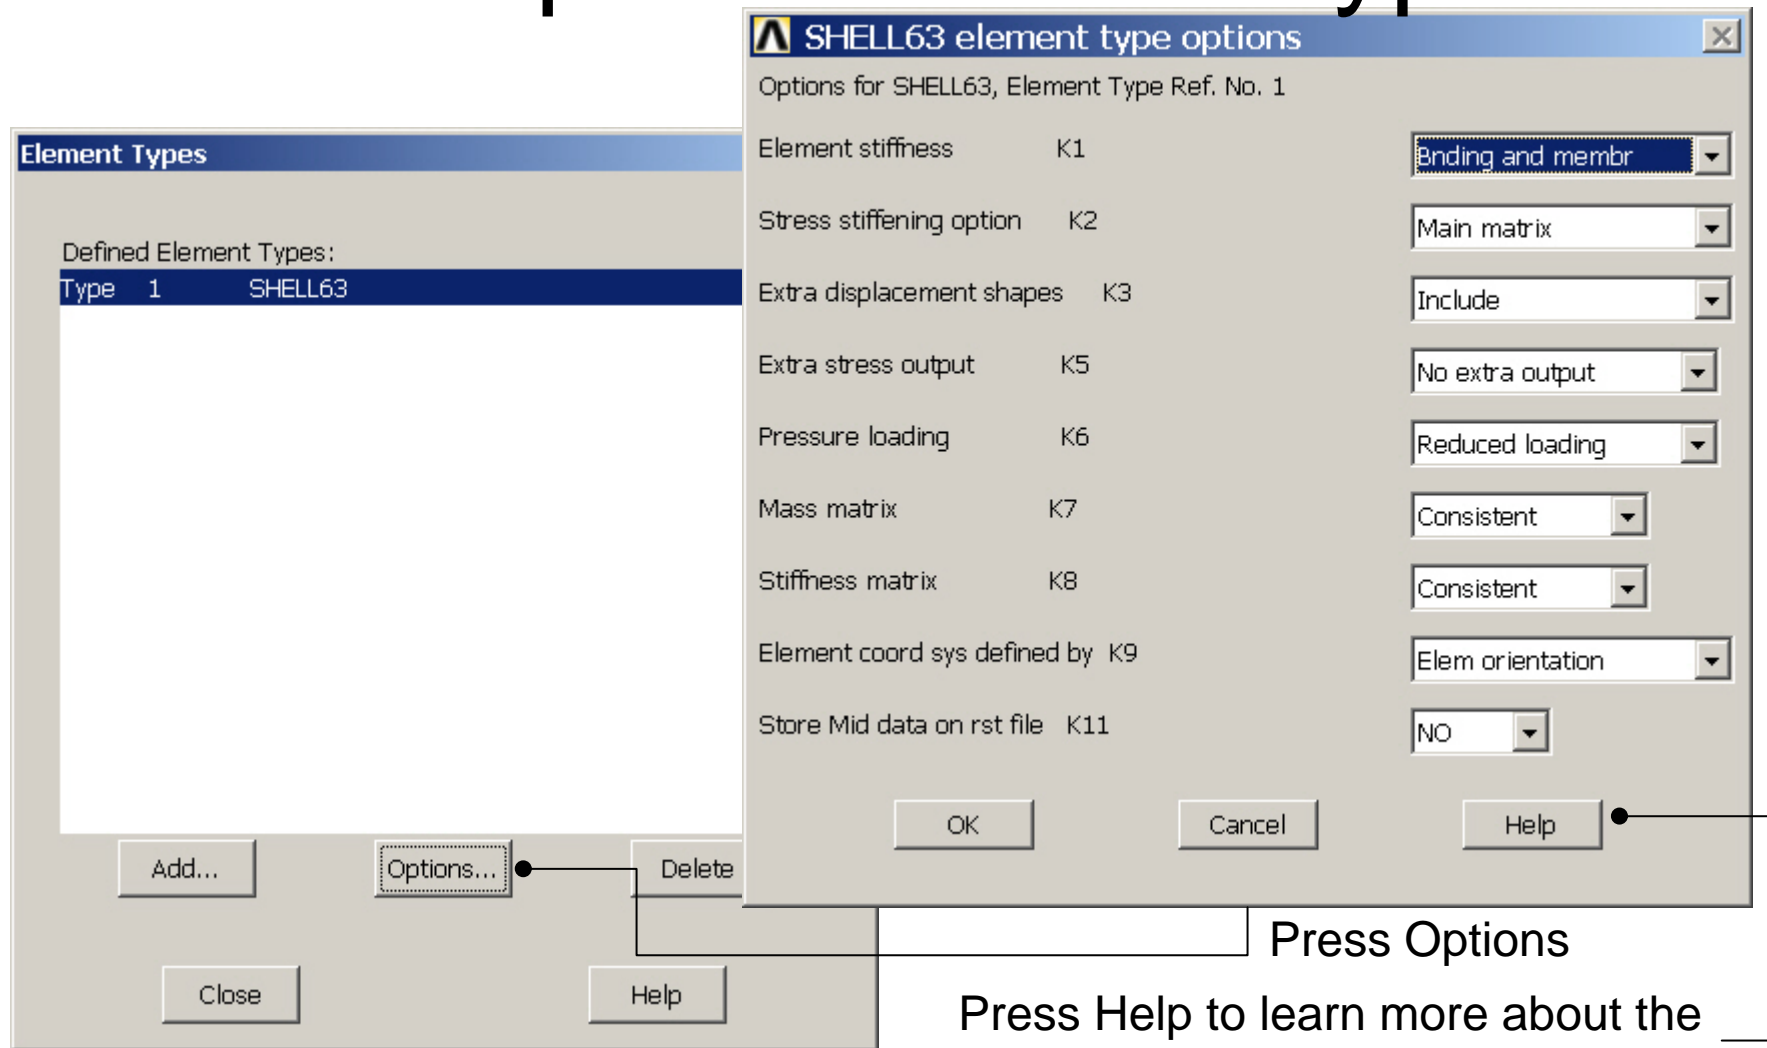 SHELL63 element type options
Options for SHELL63, Element Type Ref. No. 1
Element stiffness K1 Bnding and membr
Stress stiffening option K2 Main matrix
Extra displacement shapes K3 Include
Extra stress output K5 No extra output
Pressure loading K6 Reduced loading
Mass matrix K7 Consistent
Stiffness matrix K8 Consistent
Element coord sys defined by K9 Elem orientation
Store Mid data on rst file K11 NO
OK Cancel Help
Element Types
Defined Element Types:
Type 1 SHELL63
Add... Options... Delete
Close Help
Press Options
Press Help to learn more about the